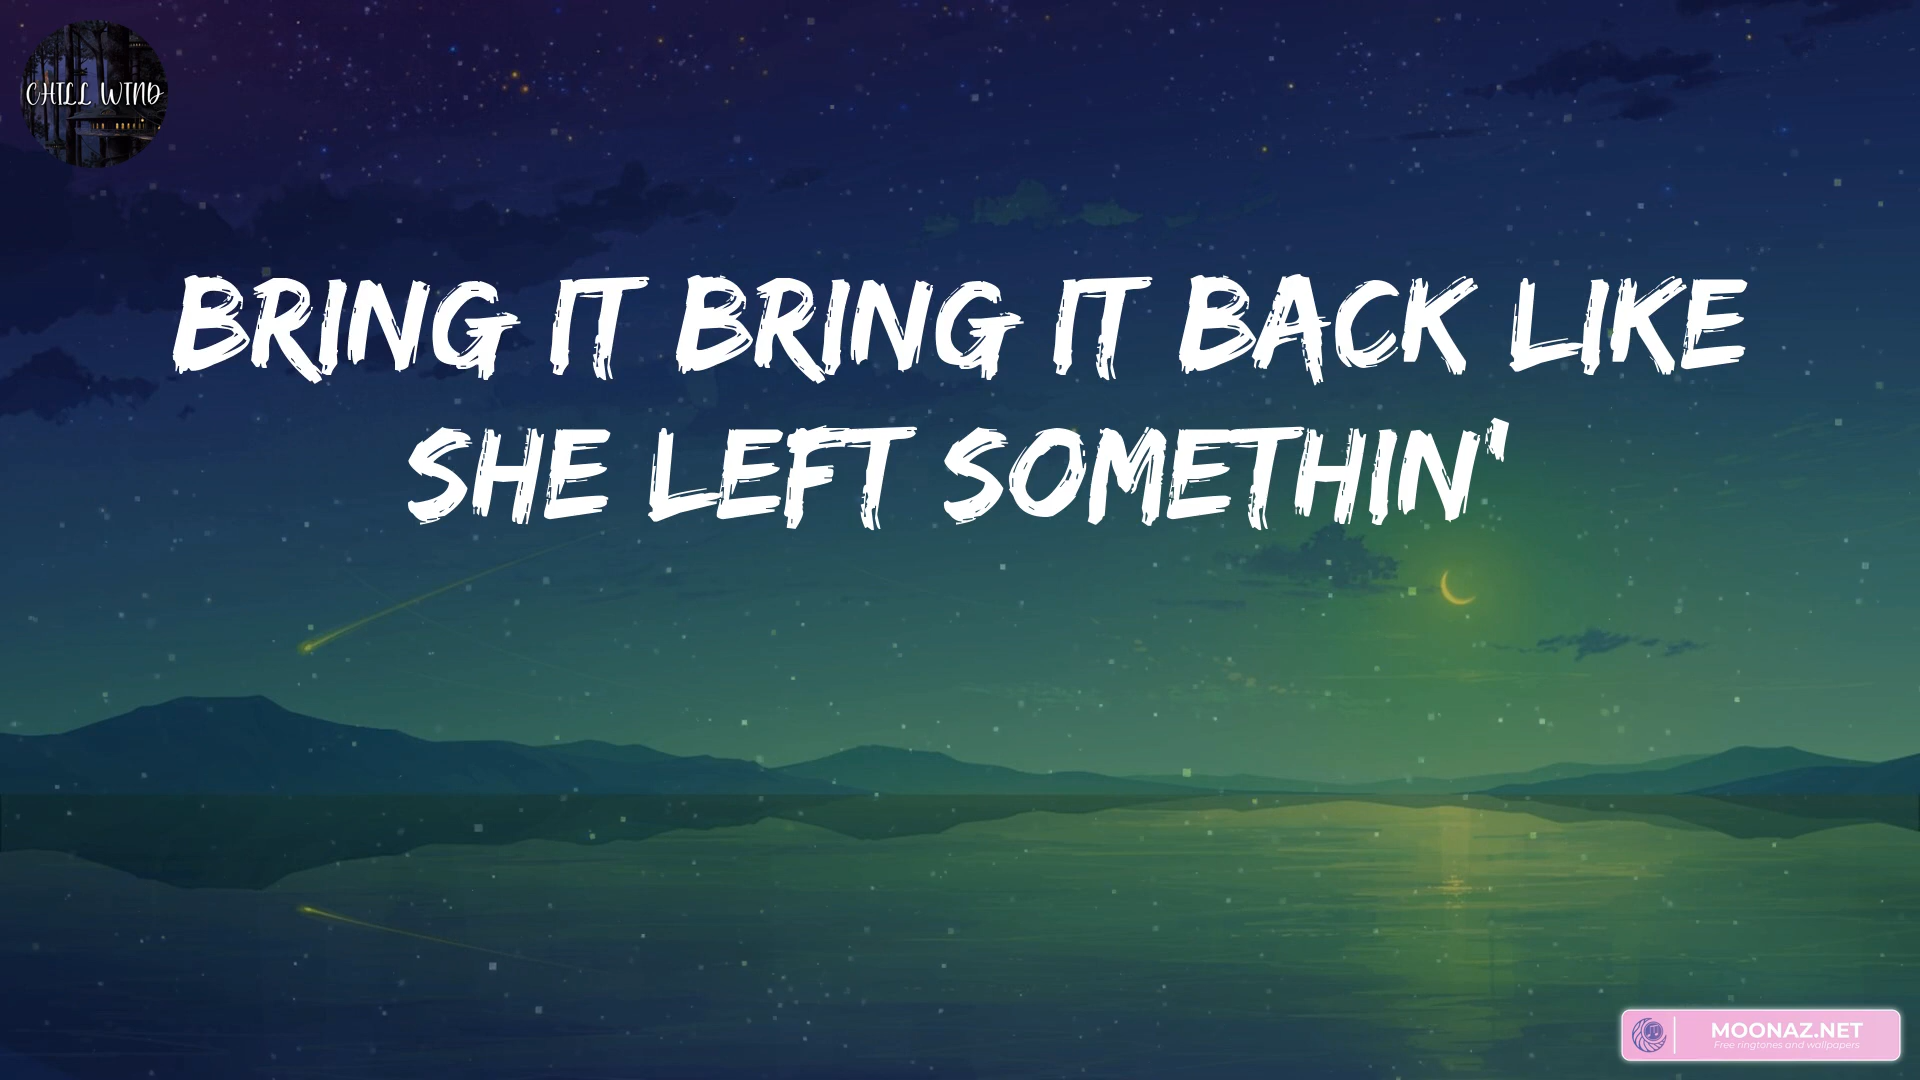 CHILL WIND
BRING IT BRING IT BACK LIKE
SHE LEFT SOMETHIN'
MOONAZ.NET
Free ringtones and wallpapers